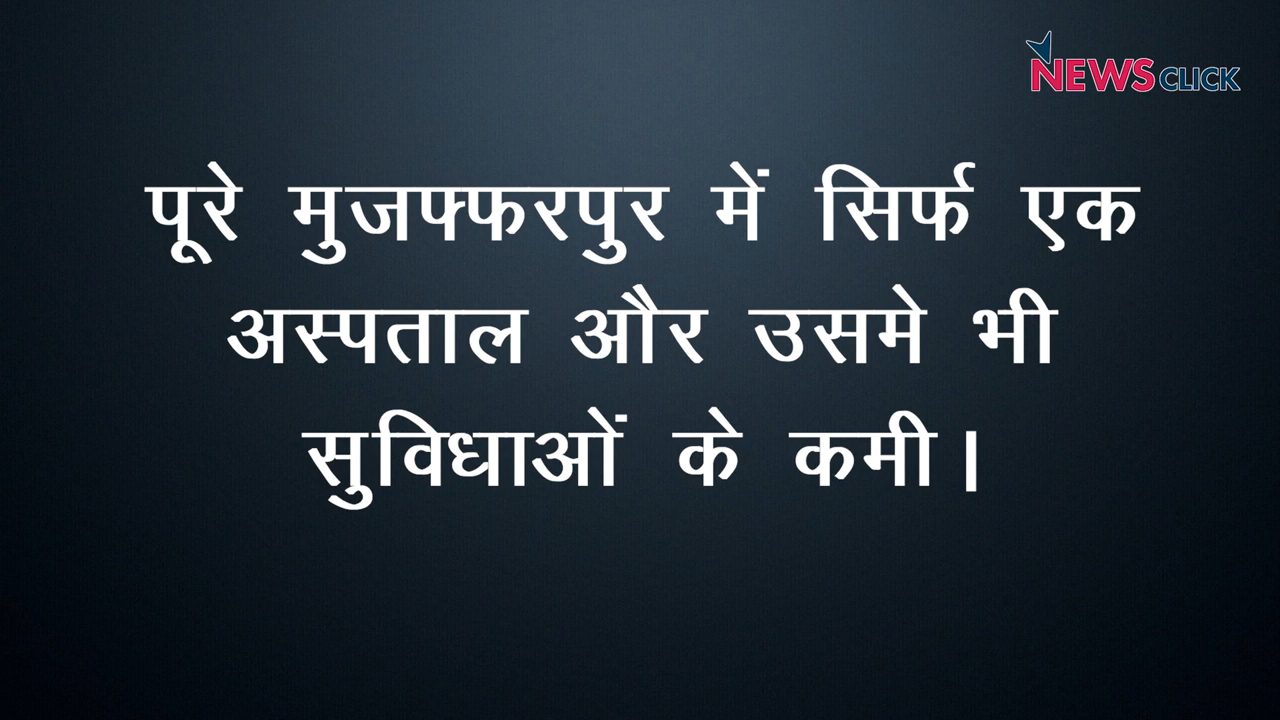 NEWSCLICK
पूरे मुजफ्फरपुर में सिर्फ एक
अस्पताल और उसमे भी
सुविधाओं के कमी।